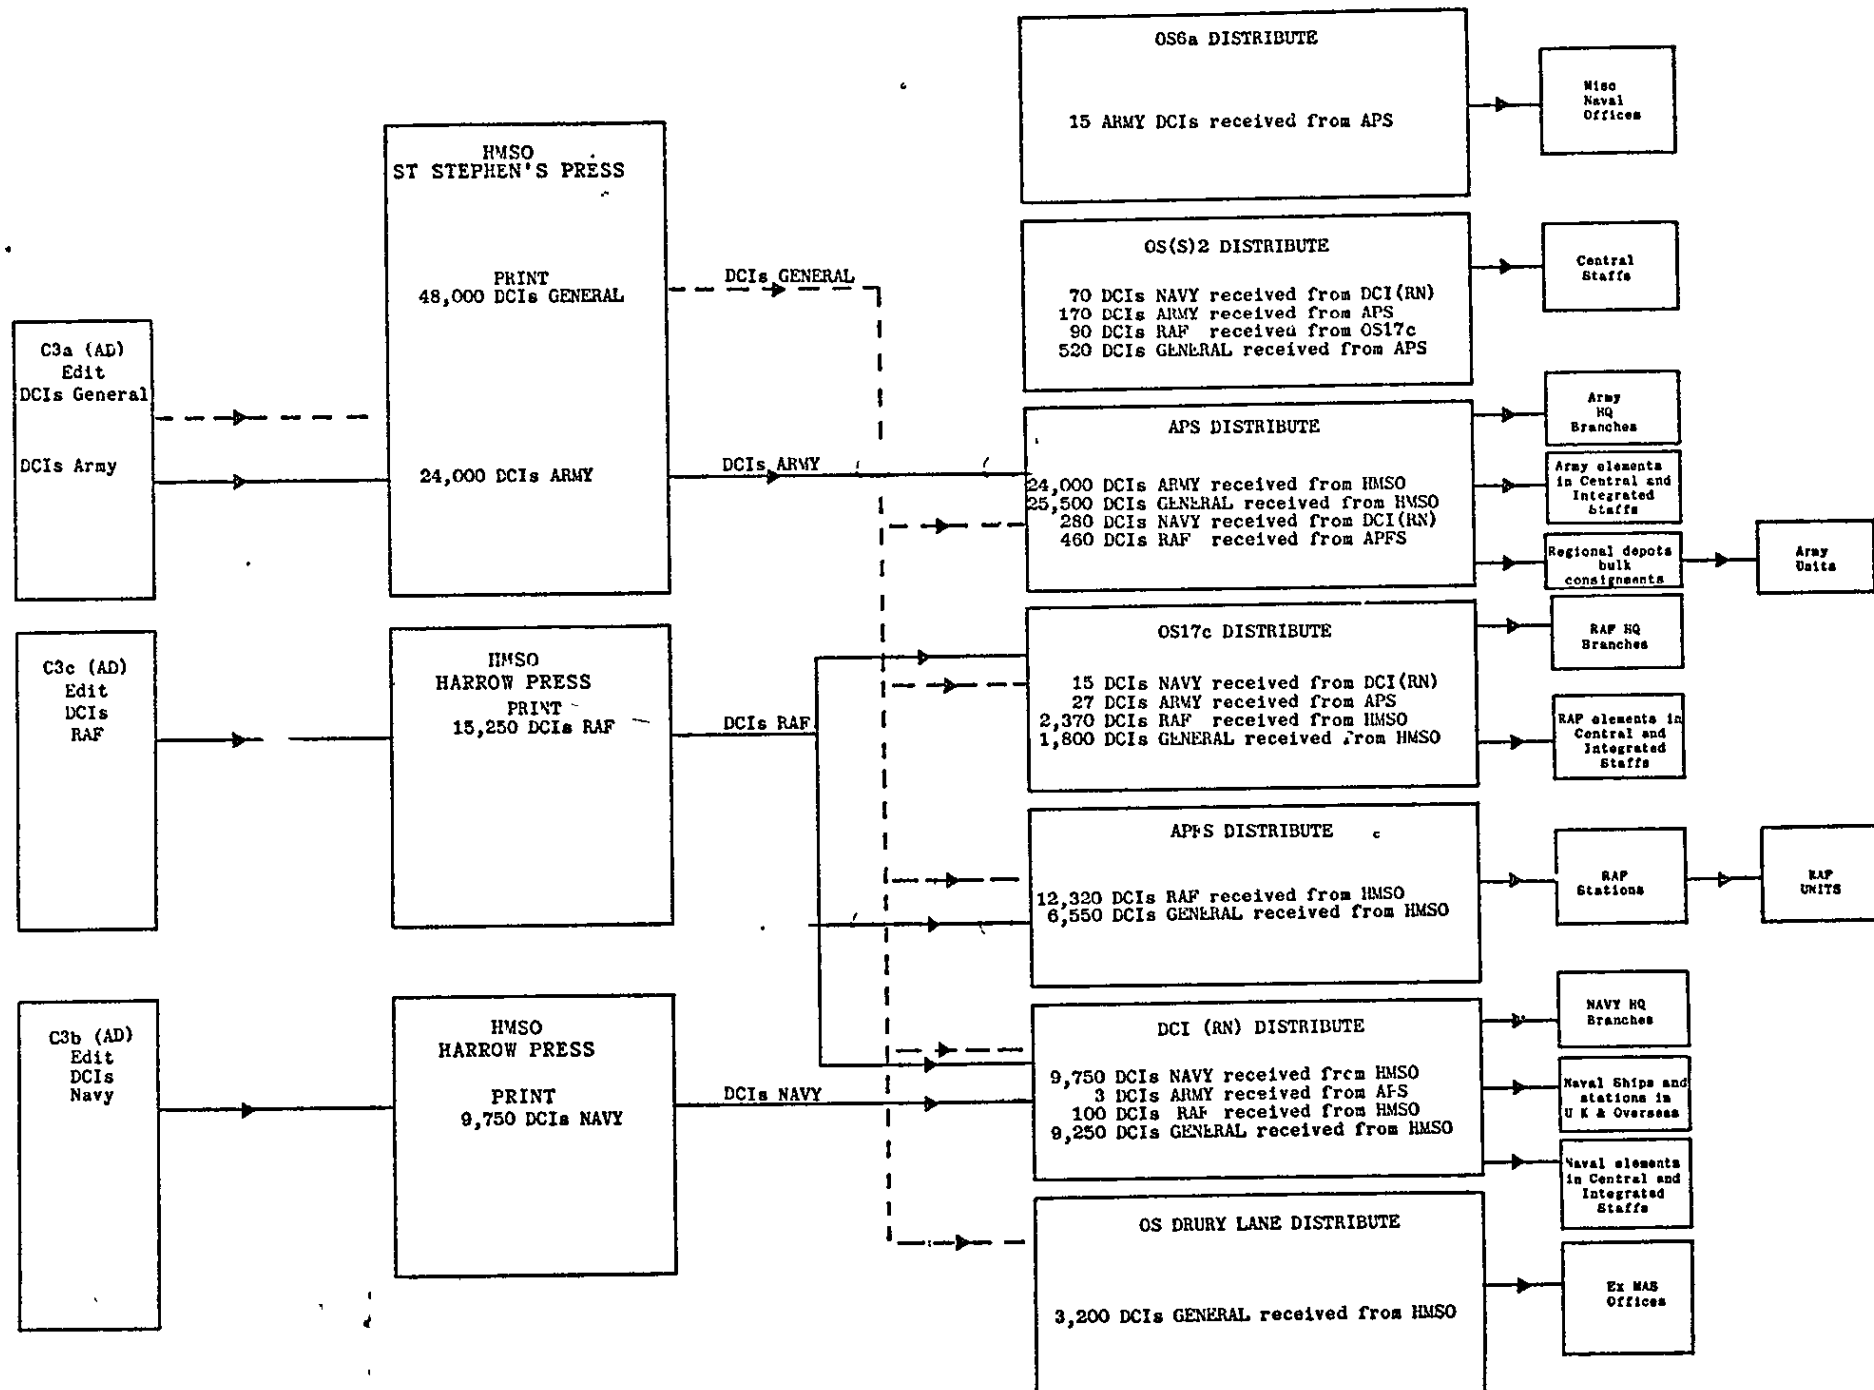 C3a (AD)
Edit
DCIs General
DCIs Army
C3c (AD)
Edit
DCIs
RAF
C3b (AD)
Edit
DCIs
Navy
HMSO
ST STEPHEN'S PRESS
PRINT
48,000 DCIs GENERAL
24,000 DCIs ARMY
HMSO
HARROW PRESS
PRINT
15,250 DCIs RAF
HMSO
HARROW PRESS
PRINT
9,750 DCIs NAVY
DCIs GENERAL
DCIs ARMY
DCIs RAF
DCIs NAVY
OS6a DISTRIBUTE
15 ARMY DCIs received from APS
OS(S)2 DISTRIBUTE
70 DCIs NAVY received from DCI(RN)
170 DCIs ARMY received from APS
90 DCIs RAF received from OS17c
520 DCIs GENERAL received from APS
APS DISTRIBUTE
24,000 DCIs ARMY received from HMSO
25,500 DCIs GENERAL received from HMSO
280 DCIs NAVY received from DCI(RN)
460 DCIs RAF received from APFS
OS17c DISTRIBUTE
15 DCIs NAVY received from DCI(RN)
27 DCIs ARMY received from APS
2,370 DCIs RAF received from HMSO
1,800 DCIs GENERAL received from HMSO
APFS DISTRIBUTE
12,320 DCIs RAF received from HMSO
6,550 DCIs GENERAL received from HMSO
DCI (RN) DISTRIBUTE
9,750 DCIs NAVY received from HMSO
3 DCIs ARMY received from APS
100 DCIs RAF received from HMSO
9,250 DCIs GENERAL received from HMSO
OS DRURY LANE DISTRIBUTE
3,200 DCIs GENERAL received from HMSO
Misc
Naval
Offices
Central
Staffs
Army
HQ
Branches
Army elements
in Central and
Integrated
Staffs
Regional depots
bulk
consignments
Army
Units
RAF HQ
Branches
RAF elements in
Central and
Integrated
Staffs
RAF
Stations
RAF
UNITS
NAVY HQ
Branches
Naval Ships and
stations in
U K & Overseas
Naval elements
in Central and
Integrated
Staffs
Ex MAS
Offices